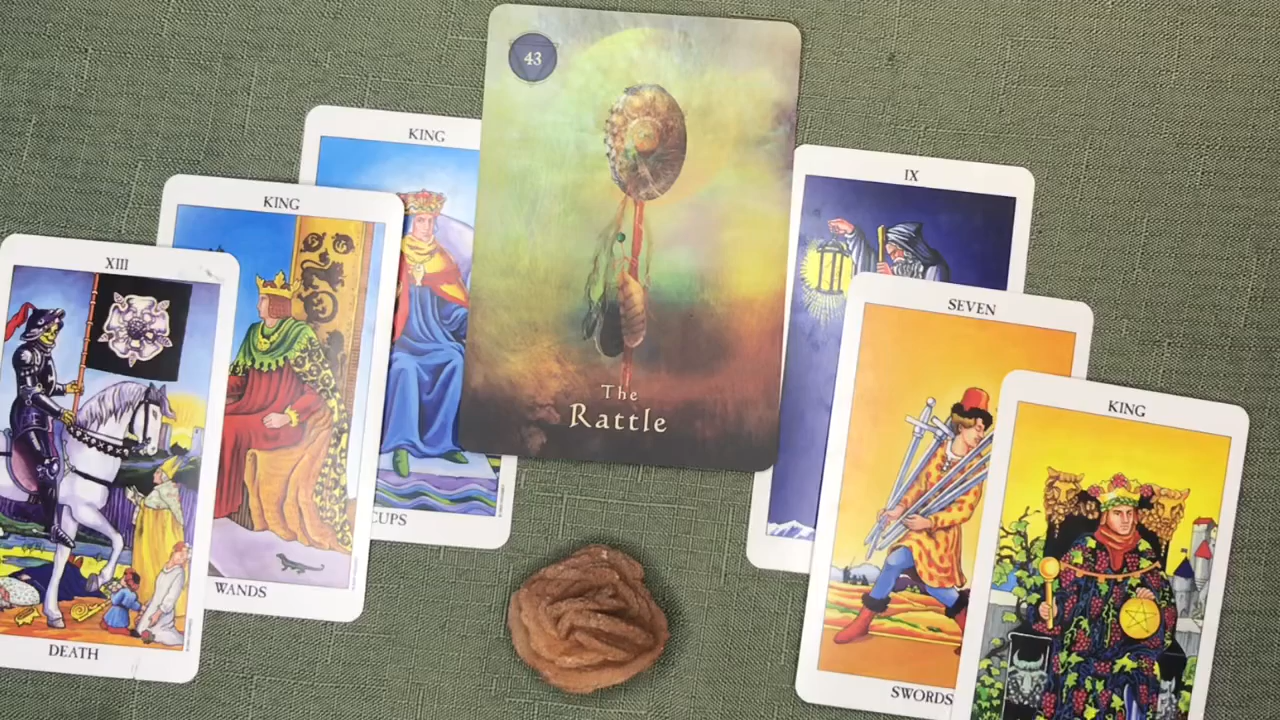 43
The
Rattle
KING
CUPS
KING
WANDS
XIII
DEATH
IX
SEVEN
SWORDS
KING